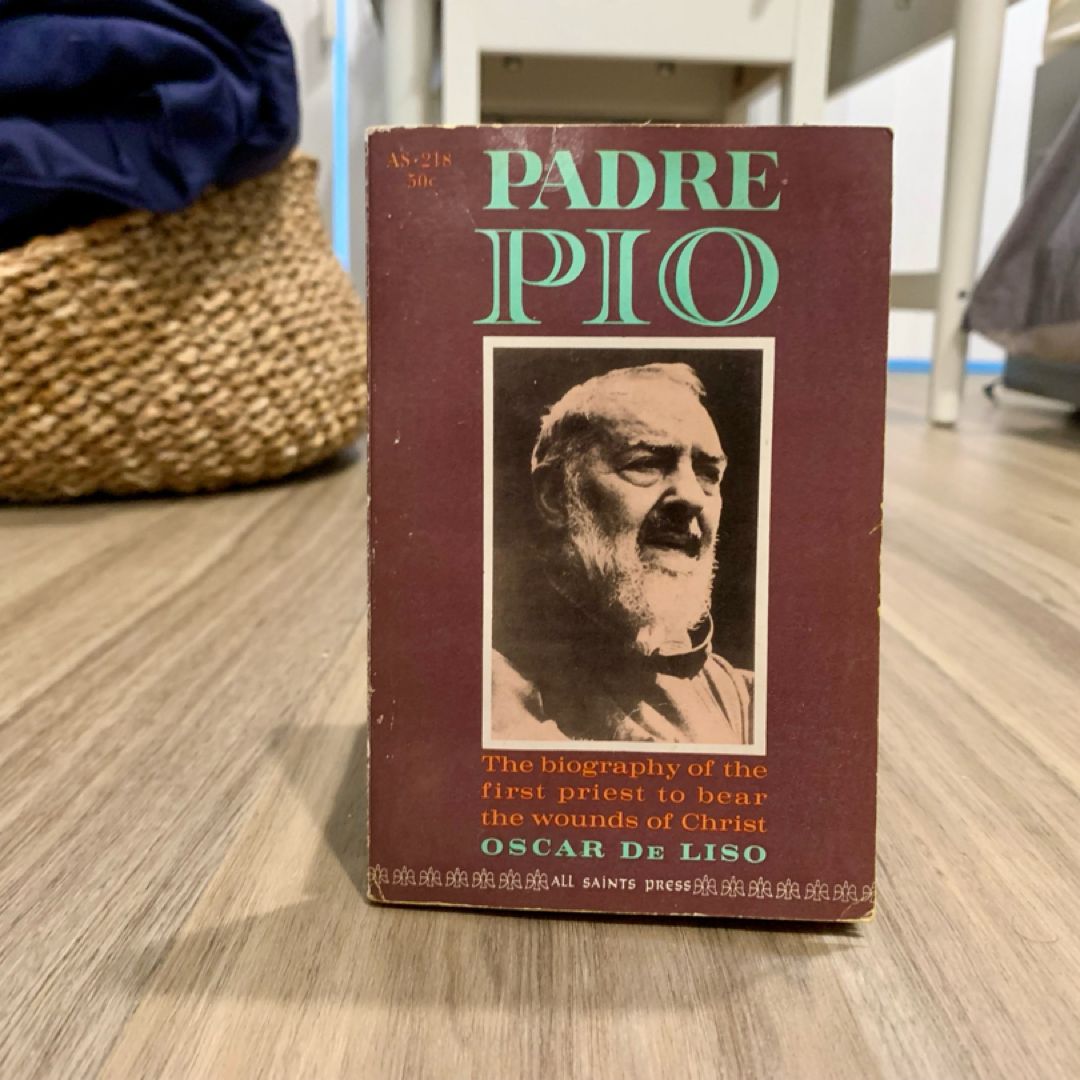 AS·218
50c
PADRE
PIO
The biography of the
first priest to bear
the wounds of Christ
OSCAR DE LISO
ALL SAINTS PRESS